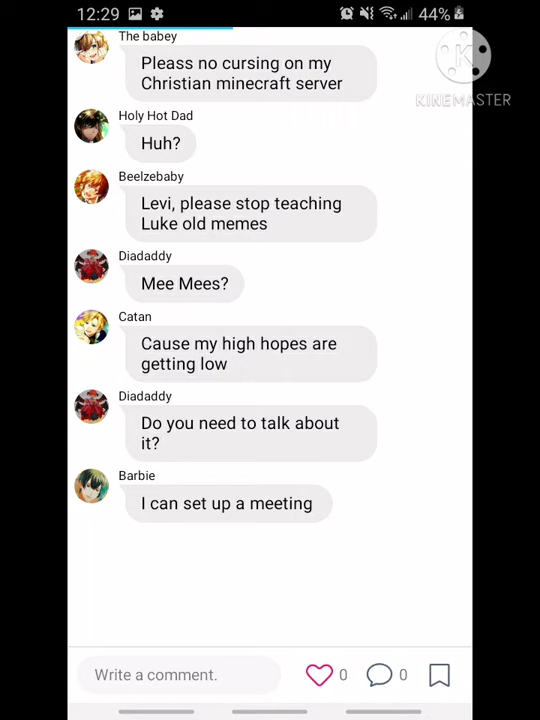 12:29
44%
The babey
Pleass no cursing on my
Christian minecraft server
K
KINEMASTER
Holy Hot Dad
Huh?
Beelzebaby
Levi, please stop teaching
Luke old memes
Diadaddy
Mee Mees?
Catan
Cause my high hopes are
getting low
Diadaddy
Do you need to talk about
it?
Barbie
I can set up a meeting
Write a comment.
0
0